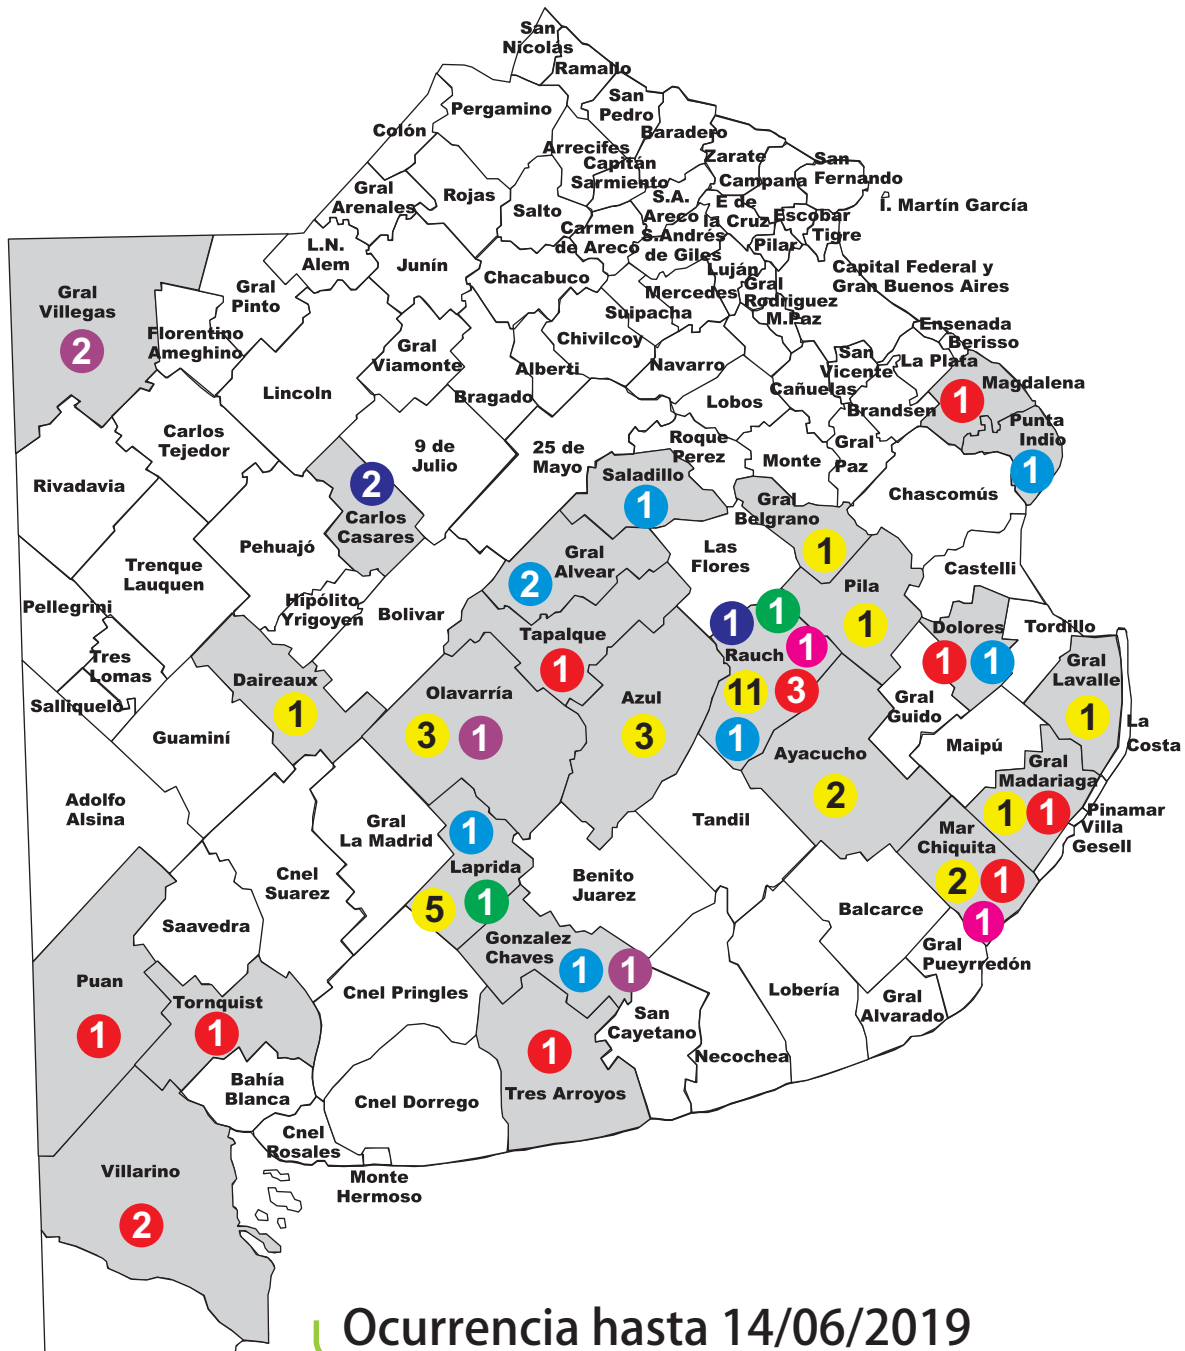 San
Nicolás
Ramallo
San
Pedro
Pergamino
Baradero
Colón
Arrecifes
Capitán
Sarmiento
Zarate
San
Fernando
Campana
Gral
Arenales
Rojas
Salto
S.A.
Areco
E de
la Cruz
Escobar
I. Martín García
Carmen
de Areco
S.Andrés
de Giles
Pilar
Tigre
L.N.
Alem
Junín
Chacabuco
Luján
Capital Federal y
Gran Buenos Aires
Gral
Villegas
2
Gral
Pinto
Mercedes
Gral
Rodriguez
Suipacha
M.Paz
Florentino
Ameghino
Gral
Viamonte
Chivilcoy
Ensenada
Berisso
San
Vicente
La Plata
Alberti
Navarro
Lincoln
Bragado
Cañuelas
Magdalena
1
Lobos
Brandsen
Punta
Indio
1
Carlos
Tejedor
9 de
Julio
25 de
Mayo
Roque
Perez
Monte
Gral
Paz
Rivadavia
Saladillo
1
Chascomús
2
Carlos
Casares
Gral
Belgrano
1
Pehuajó
Las
Flores
Trenque
Lauquen
Gral
Alvear
2
Castelli
Pila
1
Pellegrini
Hipólito
Yrigoyen
Bolivar
Tapalque
1
1
1
1
Rauch
11
3
1
Dolores
1
1
Tordillo
Tres
Lomas
Gral
Lavalle
1
Salliqueló
Daireaux
1
Olavarría
3
1
Azul
3
Gral
Guido
La
Costa
Guaminí
Maipú
Ayacucho
2
Gral
Madariaga
1
1
Adolfo
Alsina
Gral
La Madrid
1
Laprida
5
1
Tandil
Pinamar
Villa
Gesell
Mar
Chiquita
2
1
1
Cnel
Suarez
Benito
Juarez
Balcarce
Saavedra
Gonzalez
Chaves
1
1
Gral
Pueyrredón
Puan
1
Tornquist
1
Cnel Pringles
Lobería
Gral
Alvarado
San
Cayetano
1
Tres Arroyos
Necochea
Bahía
Blanca
Cnel Dorrego
Cnel
Rosales
Villarino
2
Monte
Hermoso
Ocurrencia hasta 14/06/2019